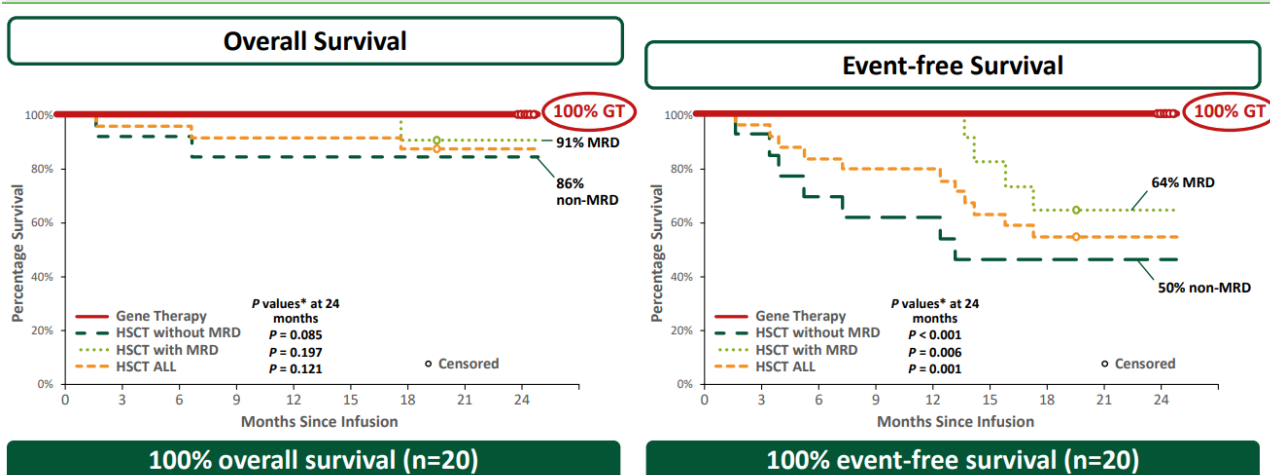 Overall Survival
100%
80%
60%
40%
20%
0%
Percentage Survival
100% GT
91% MRD
86%
non-MRD
P values* at 24
months
Gene Therapy
HSCT without MRD P = 0.085
HSCT with MRD P = 0.197
HSCT ALL P = 0.121
Censored
0 3 6 9 12 15 18 21 24
Months Since Infusion
100% overall survival (n=20)
Event-free Survival
100%
80%
60%
40%
20%
0%
Percentage Survival
100% GT
64% MRD
50% non-MRD
P values* at 24
months
Gene Therapy
HSCT without MRD P < 0.001
HSCT with MRD P = 0.006
HSCT ALL P = 0.001
Censored
0 3 6 9 12 15 18 21 24
Months Since Infusion
100% event-free survival (n=20)